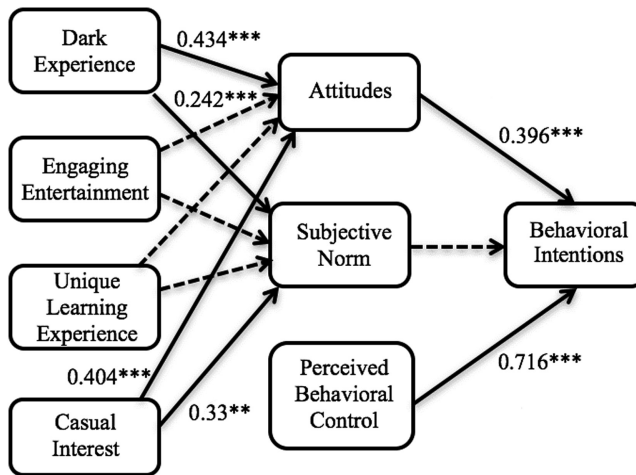 Dark
Experience
0.434***
Attitudes
0.242***
0.396***
Engaging
Entertainment
Subjective
Norm
Behavioral
Intentions
Unique
Learning
Experience
0.404***
0.33**
Perceived
Behavioral
Control
0.716***
Casual
Interest